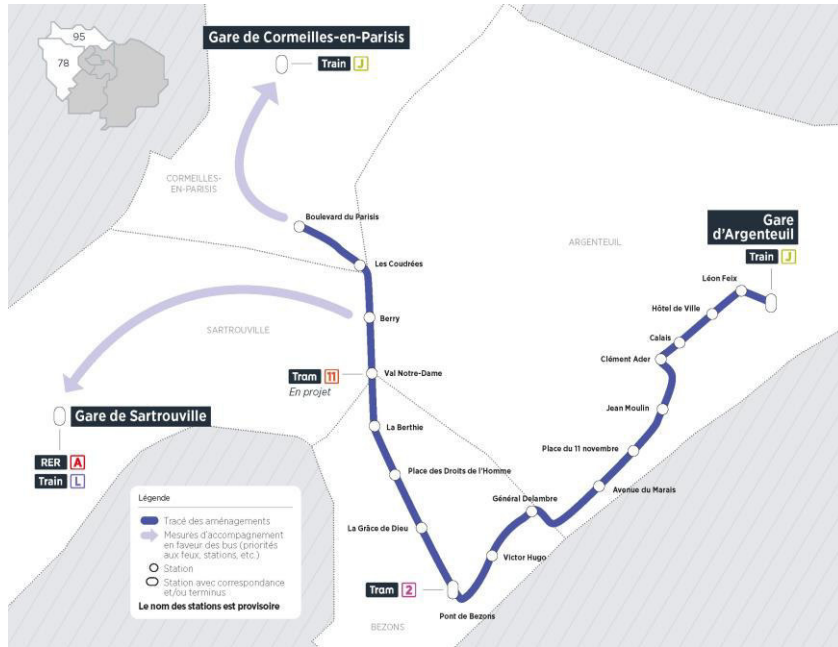 95
78
Gare de Cormeilles-en-Parisis
Train J
CORMEILLES-
EN-PARISIS
Boulevard du Parisis
Les Coudrées
ARGENTEUIL
Gare
d'Argenteuil
Train J
Léon Feix
Hôtel de Ville
Calais
Clément Ader
Berry
SARTROUVILLE
Tram 11
En projet
Val Notre-Dame
Gare de Sartrouville
RER A
Train L
Jean Moulin
La Berthie
Place du 11 novembre
Place des Droits de l'Homme
Avenue du Marais
Général Delambre
La Grâce de Dieu
Victor Hugo
Tram 2
Pont de Bezons
BEZONS
Légende
Tracé des aménagements
Mesures d'accompagnement
en faveur des bus (priorités
aux feux, stations, etc.)
Station
Station avec correspondance
et/ou terminus
Le nom des stations est provisoire